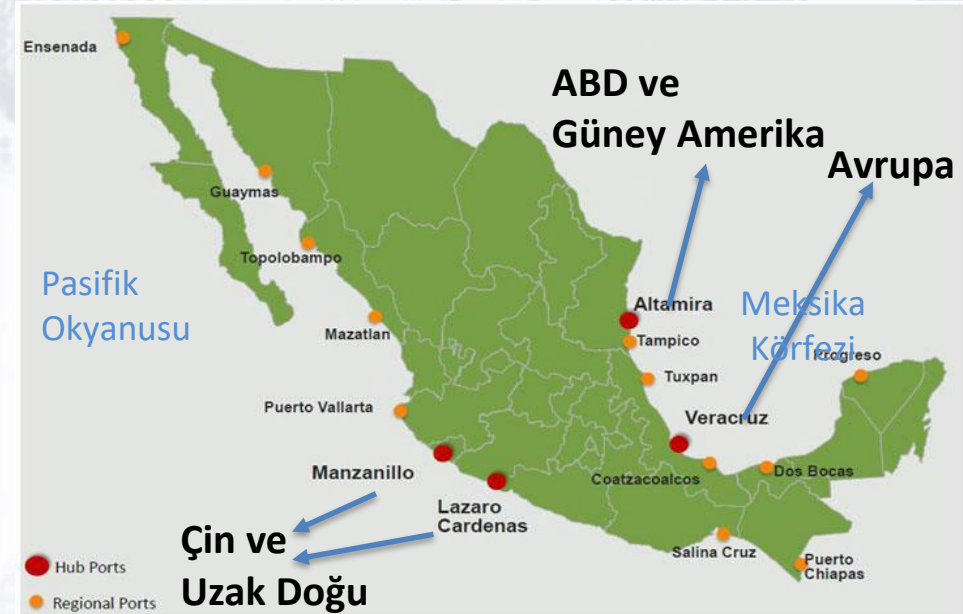 Ensenada
ABD ve
Güney Amerika
Avrupa
Guaymas
Topolobampo
Pasifik
Okyanusu
Altamira
Meksika
Körfezi
Mazatlan
Tampico
Progreso
Tuxpan
Puerto Vallarta
Veracruz
Manzanillo
Coatzacoalcos
Dos Bocas
Lazaro
Cardenas
Çin ve
Uzak Doğu
Salina Cruz
Puerto
Chiapas
Hub Ports
Regional Ports